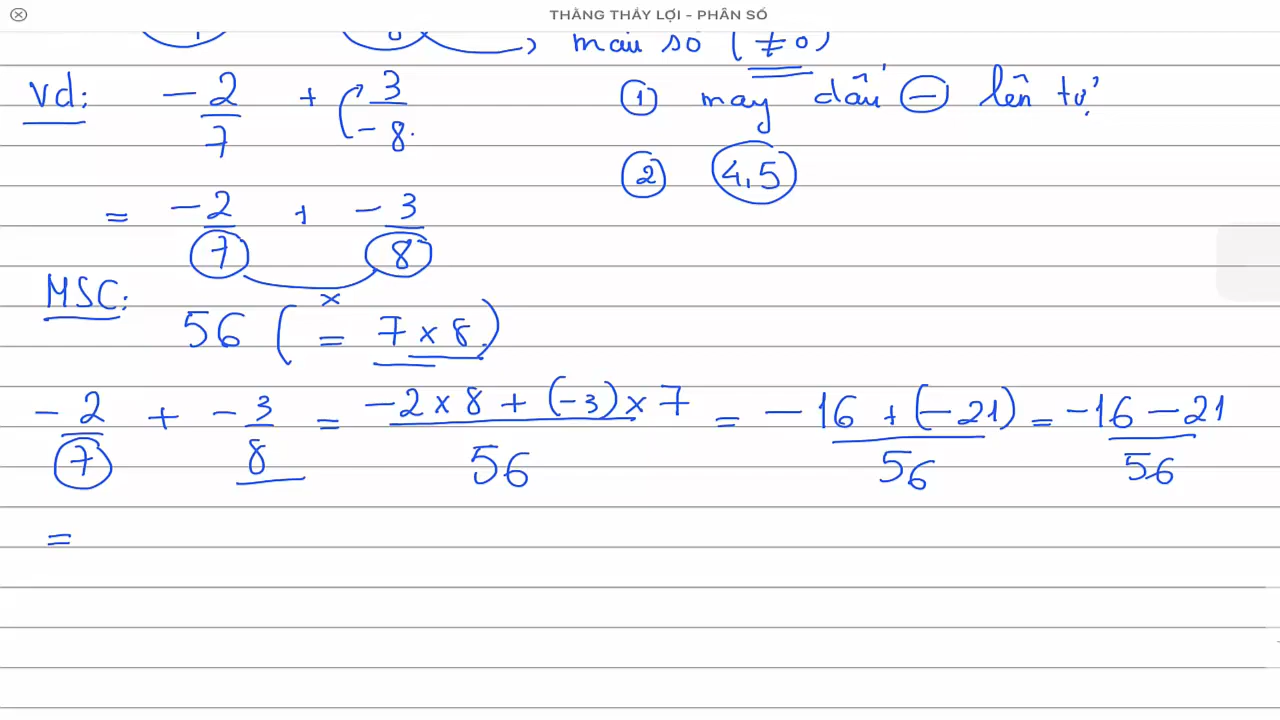 THẲNG THẦY LỢI - PHÂN SỐ
mẫu số (≠0)
Vd: -2/7 + 3/-8. ① may dấu ⊖ lên tử
② 4,5
= -2/7 + -3/8
MSC:
×
56 ( = 7 × 8 )
-2/7 + -3/8 = -2 × 8 + (-3) × 7 / 56 = -16 + (-21) / 56 = -16 - 21 / 56
=